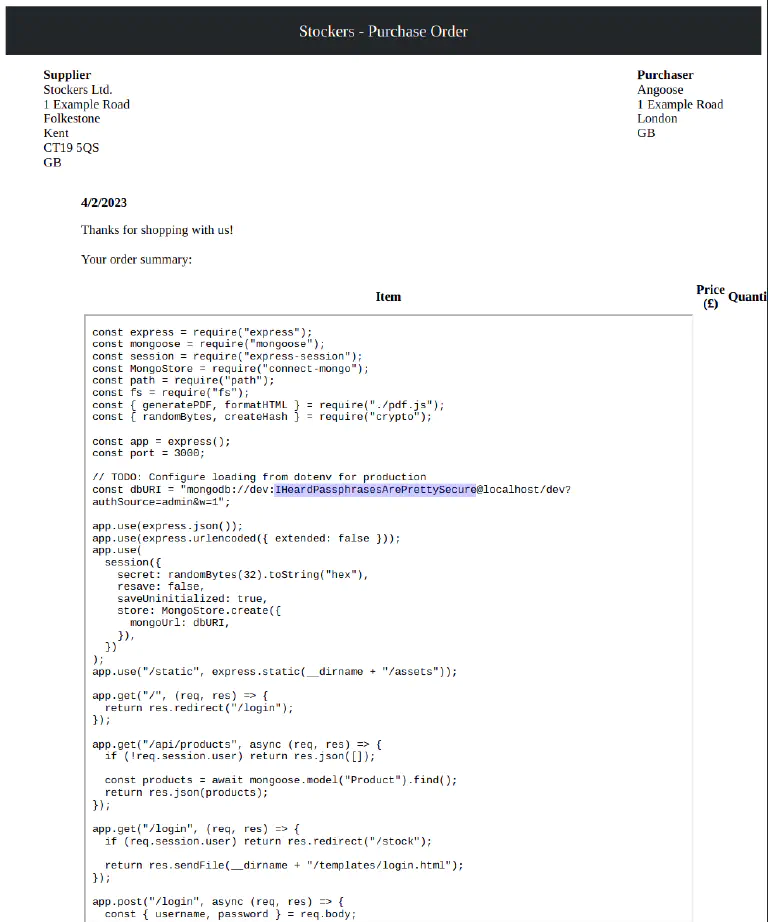 Stockers - Purchase Order
Supplier
Stockers Ltd.
1 Example Road
Folkestone
Kent
CT19 5QS
GB
Purchaser
Angoose
1 Example Road
London
GB
4/2/2023
Thanks for shopping with us!
Your order summary:
Item
Price
(£)
Quanti
const express = require("express");
const mongoose = require("mongoose");
const session = require("express-session");
const MongoStore = require("connect-mongo");
const path = require("path");
const fs = require("fs");
const { generatePDF, formatHTML } = require("./pdf.js");
const { randomBytes, createHash } = require("crypto");
const app = express();
const port = 3000;
// TODO: Configure loading from dotenv for production
const dbURI = "mongodb://dev:IHeardPassphrasesArePrettySecure@localhost/dev?
authSource=admin&w=1";
app.use(express.json());
app.use(express.urlencoded({ extended: false }));
app.use(
  session({
    secret: randomBytes(32).toString("hex"),
    resave: false,
    saveUninitialized: true,
    store: MongoStore.create({
      mongoUrl: dbURI,
    }),
  })
);
app.use("/static", express.static(__dirname + "/assets"));
app.get("/", (req, res) => {
  return res.redirect("/login");
});
app.get("/api/products", async (req, res) => {
  if (!req.session.user) return res.json([]);
  const products = await mongoose.model("Product").find();
  return res.json(products);
});
app.get("/login", (req, res) => {
  if (req.session.user) return res.redirect("/stock");
  return res.sendFile(__dirname + "/templates/login.html");
});
app.post("/login", async (req, res) => {
  const { username, password } = req.body;